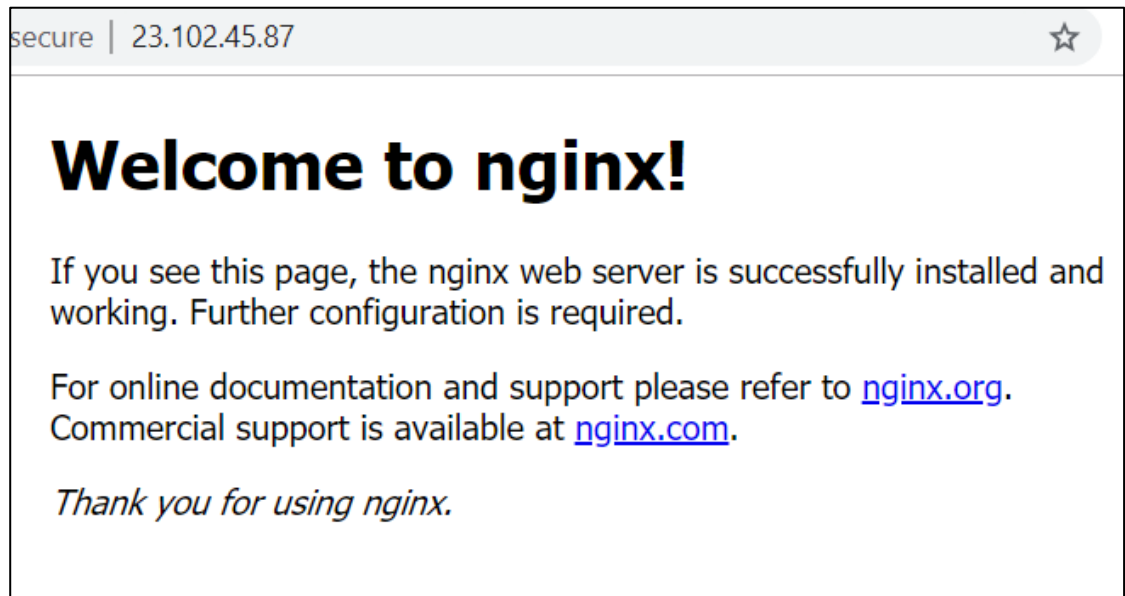 secure | 23.102.45.87
Welcome to nginx!
If you see this page, the nginx web server is successfully installed and
working. Further configuration is required.
For online documentation and support please refer to nginx.org.
Commercial support is available at nginx.com.
Thank you for using nginx.